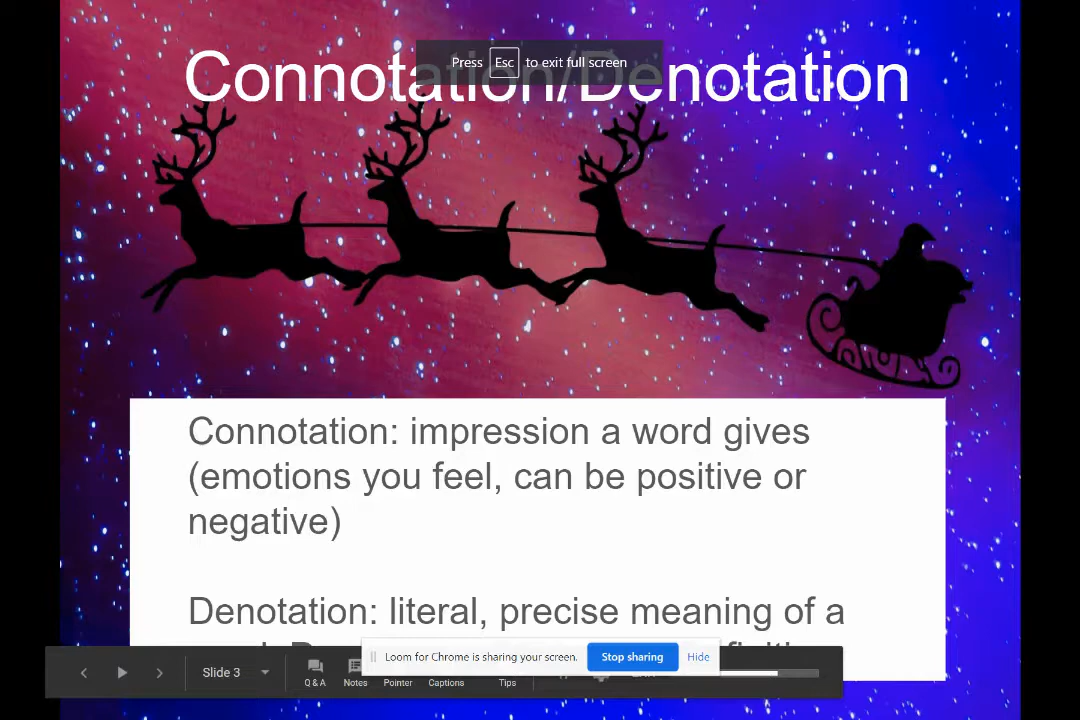 Connotation/Denotation
Press Esc to exit full screen
Connotation: impression a word gives
(emotions you feel, can be positive or
negative)
Denotation: literal, precise meaning of a
Loom for Chrome is sharing your screen. Stop sharing Hide
Slide 3
Q & A Notes Pointer Captions Tips